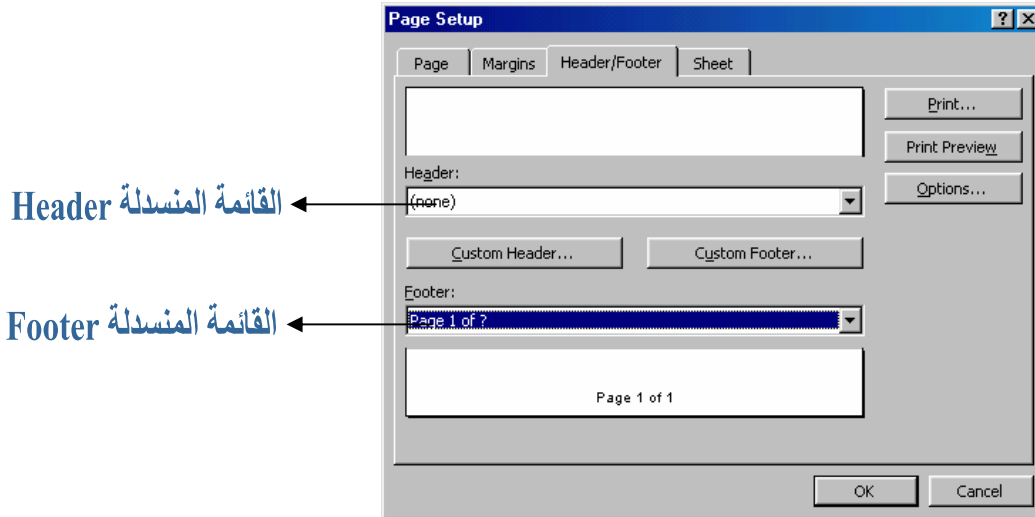 Page Setup
Page Margins Header/Footer Sheet
Print...
Print Preview
Options...
Header:
(none)
القائمة المنسدلة Header
Custom Header... Custom Footer...
Footer:
Page 1 of ?
القائمة المنسدلة Footer
Page 1 of 1
OK Cancel